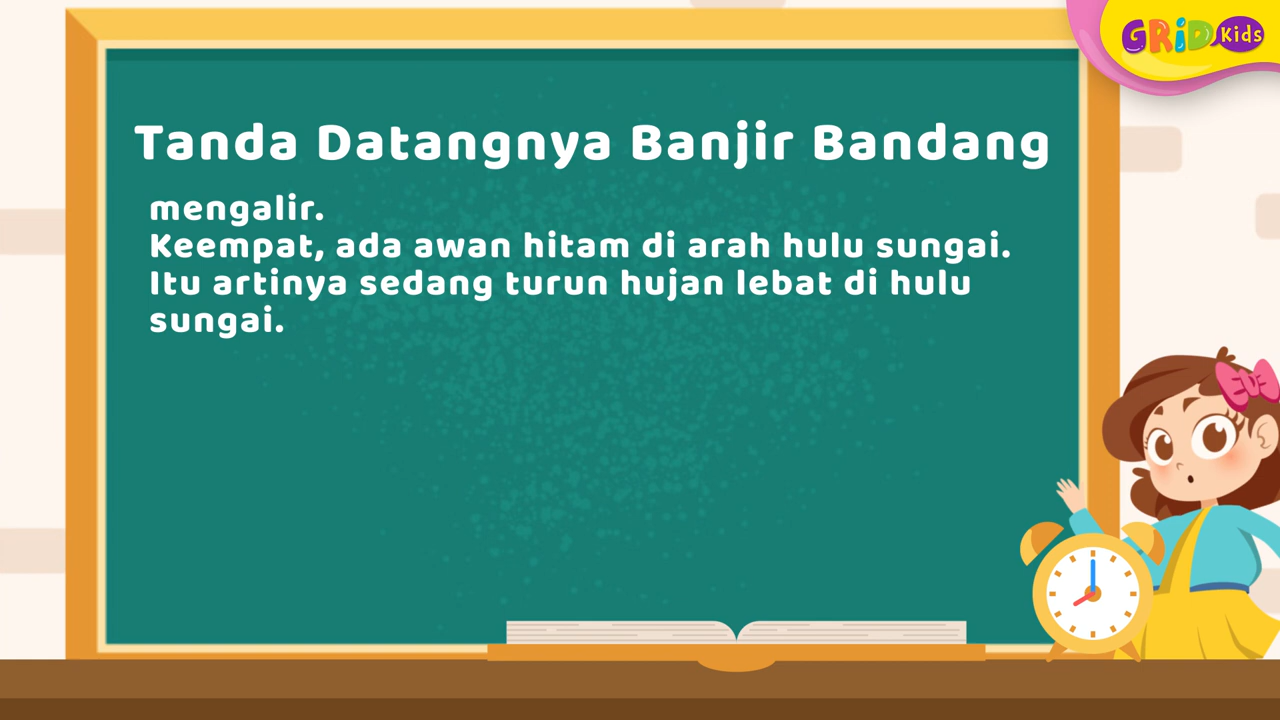 GRiD Kids
Tanda Datangnya Banjir Bandang
mengalir.
Keempat, ada awan hitam di arah hulu sungai.
Itu artinya sedang turun hujan lebat di hulu
sungai.